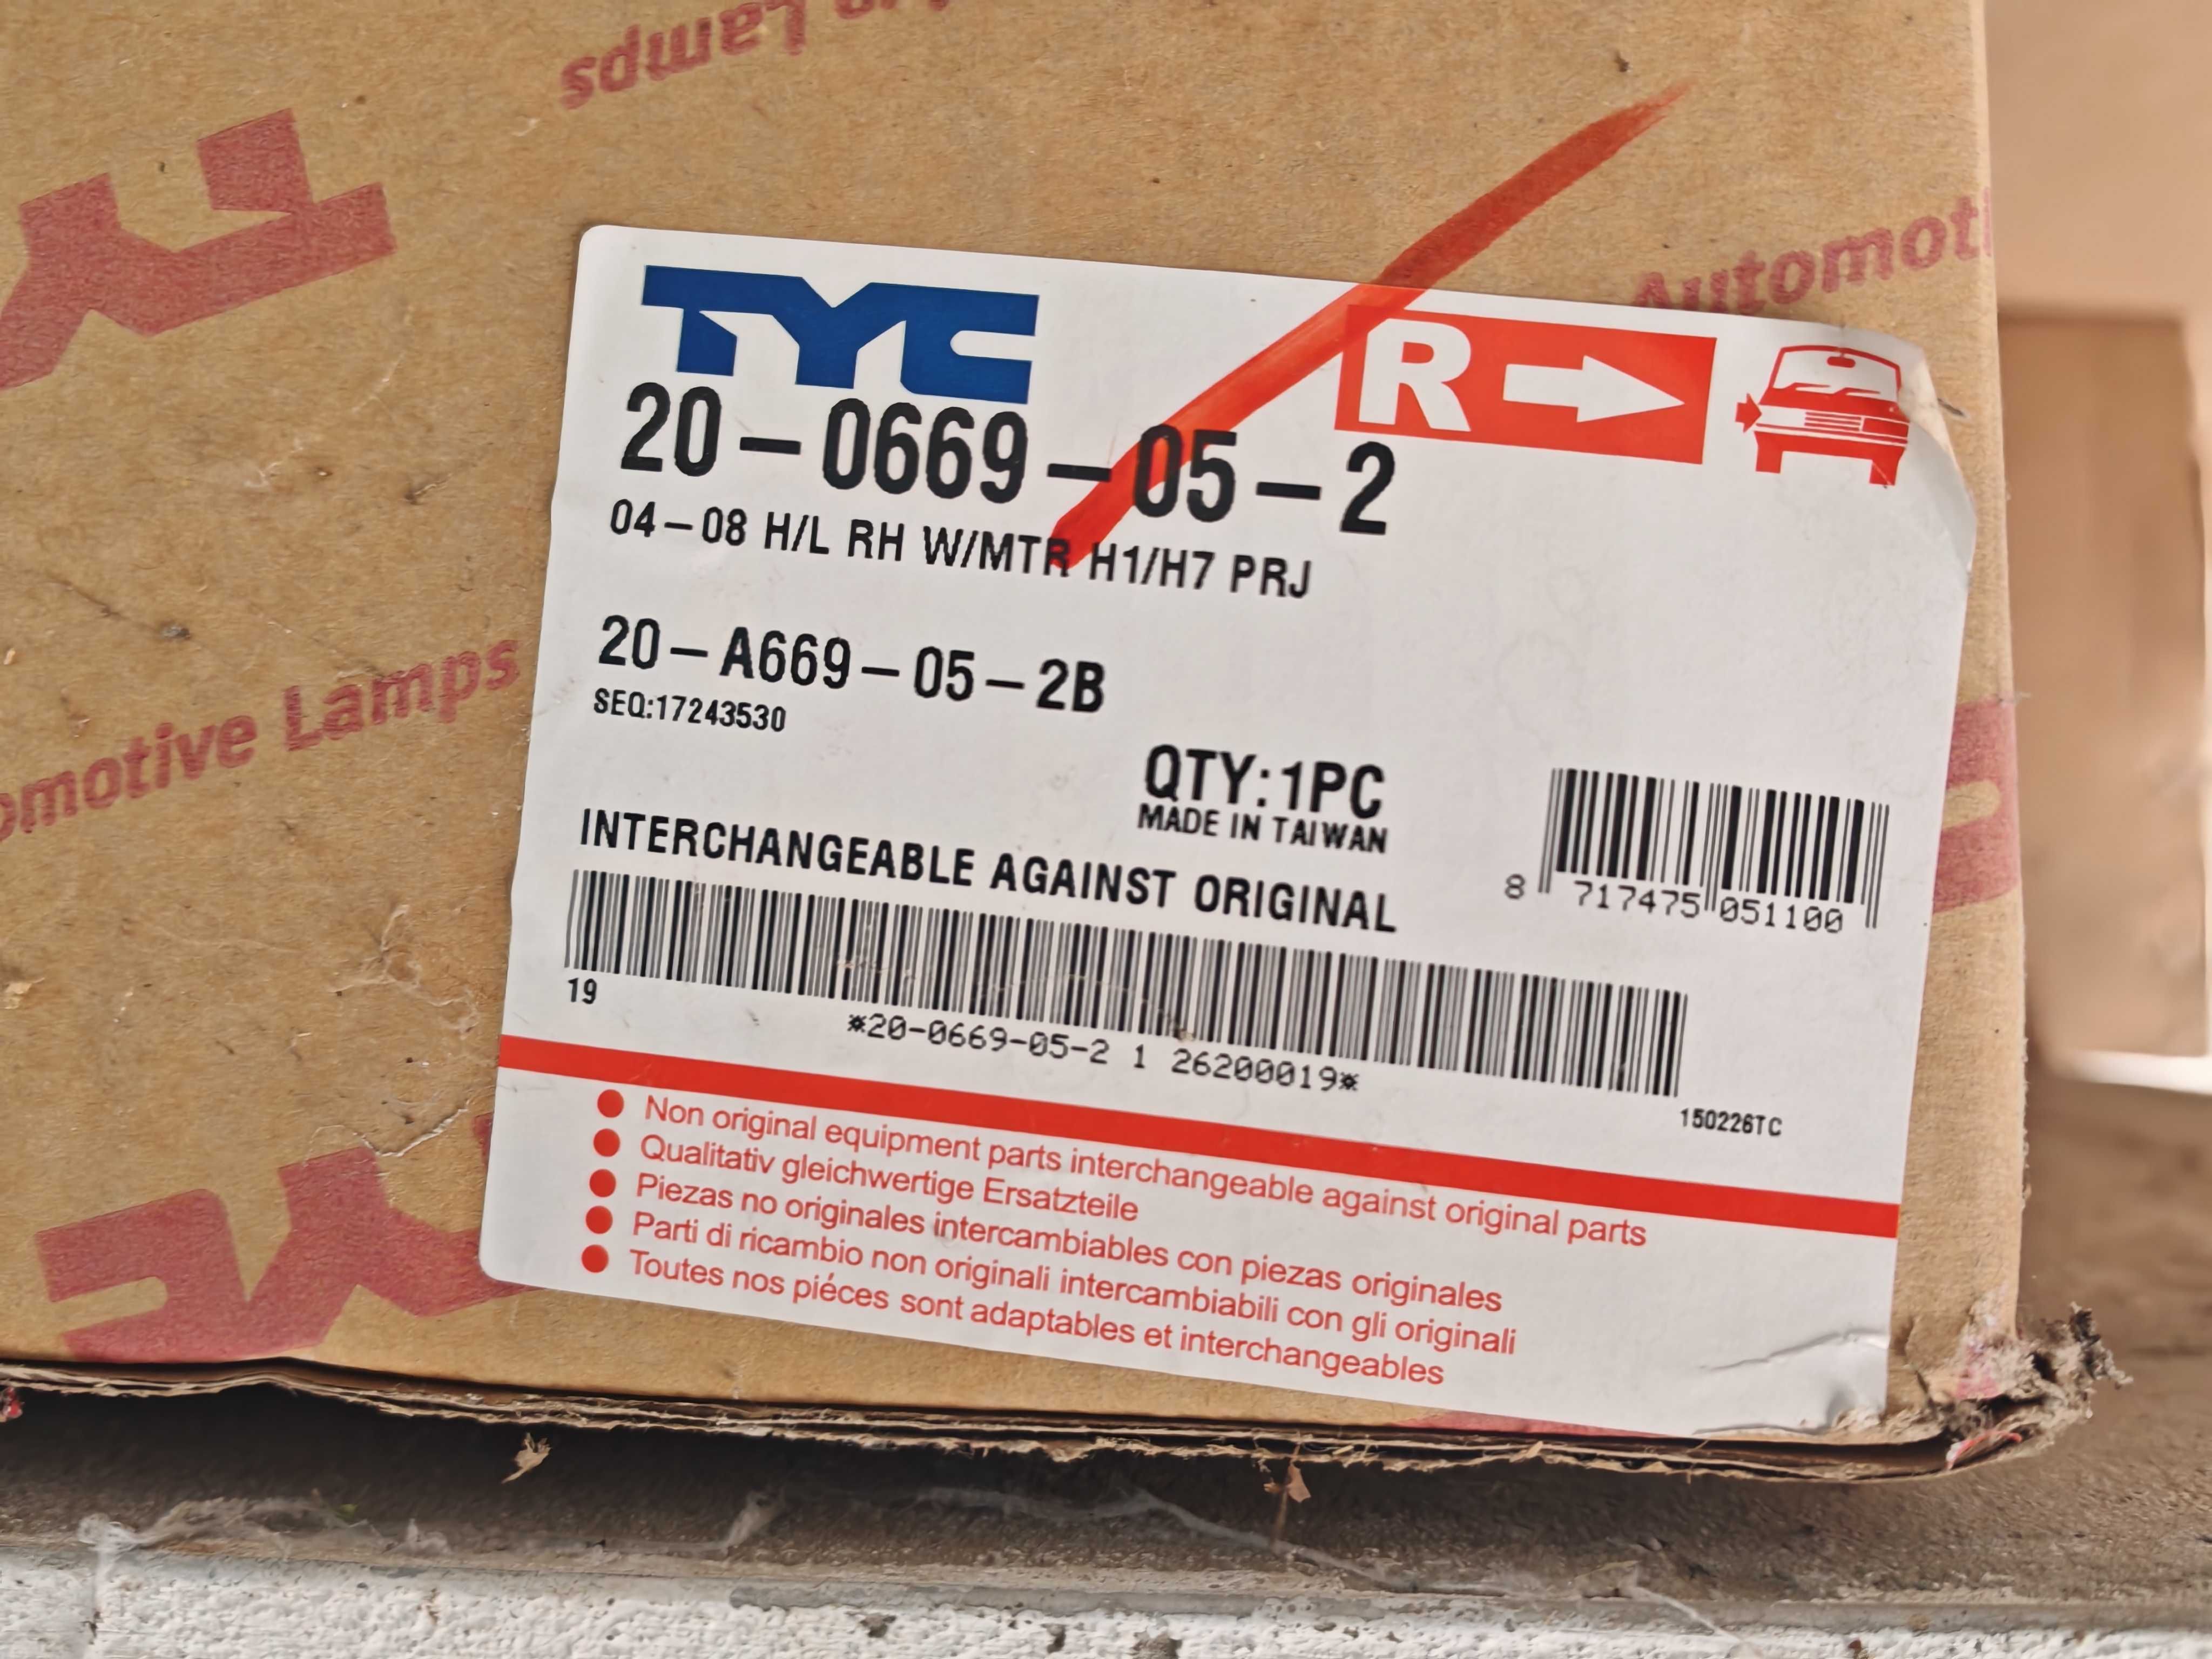 Lamps
Automoti
TYC
R
20-0669-05-2
04-08 H/L RH W/MTR H1/H7 PRJ
20-A669-05-2B
SEQ:17243530
QTY:1PC
MADE IN TAIWAN
INTERCHANGEABLE AGAINST ORIGINAL
8 717475 051100
19
*20-0669-05-2 1 26200019*
150226TC
Non original equipment parts interchangeable against original parts
Qualitativ gleichwertige Ersatzteile
Piezas no originales intercambiables con piezas originales
Parti di ricambio non originali intercambiabili con gli originali
Toutes nos piéces sont adaptables et interchangeables
omotive Lamps